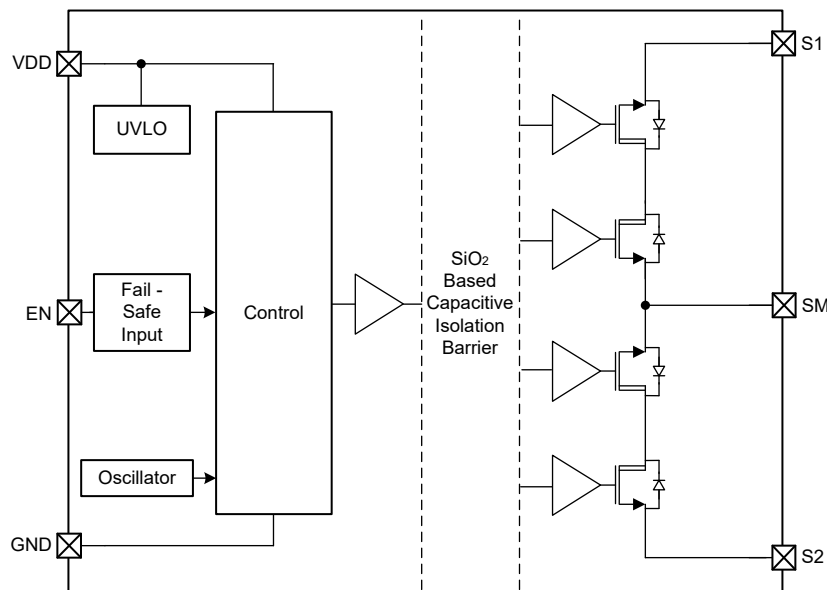 VDD
UVLO
EN
Fail -
Safe
Input
Oscillator
GND
Control
SiO₂
Based
Capacitive
Isolation
Barrier
S1
SM
S2